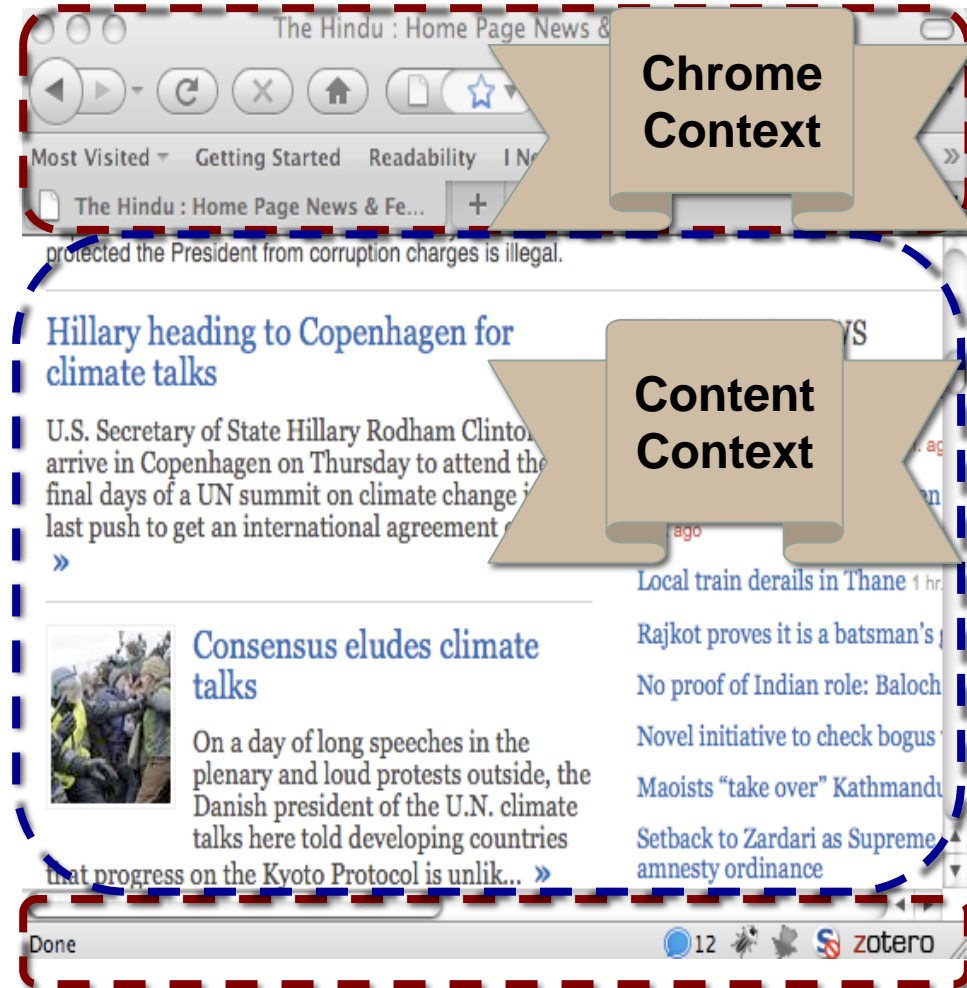 The Hindu : Home Page News &
Chrome
Context
Most Visited Getting Started Readability I
The Hindu : Home Page News & Fe... +
protected the President from corruption charges is illegal.
Hillary heading to Copenhagen for
climate talks
Content
Context
U.S. Secretary of State Hillary Rodham
arrive in Copenhagen on Thursday to attend the
final days of a UN summit on climate change
last push to get an international agreement
»
ago
Local train derails in Thane 1 hr.
Rajkot proves it is a batsman's
No proof of Indian role: Baloch
Novel initiative to check bogus
Maoists “take over” Kathmandu
Setback to Zardari as Supreme
amnesty ordinance
Consensus eludes climate
talks
On a day of long speeches in the
plenary and loud protests outside, the
Danish president of the U.N. climate
talks here told developing countries
that progress on the Kyoto Protocol is unlik... »
Done
12
zotero